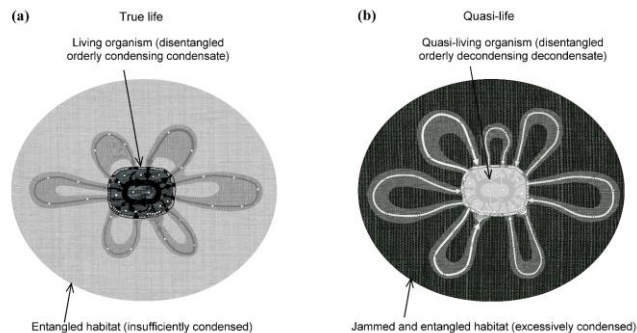 (a)
True life
Living organism (disentangled
orderly condensing condensate)
Entangled habitat (insufficiently condensed)
(b)
Quasi-life
Quasi-living organism (disentangled
orderly decondensing decondensate)
Jammed and entangled habitat (excessively condensed)